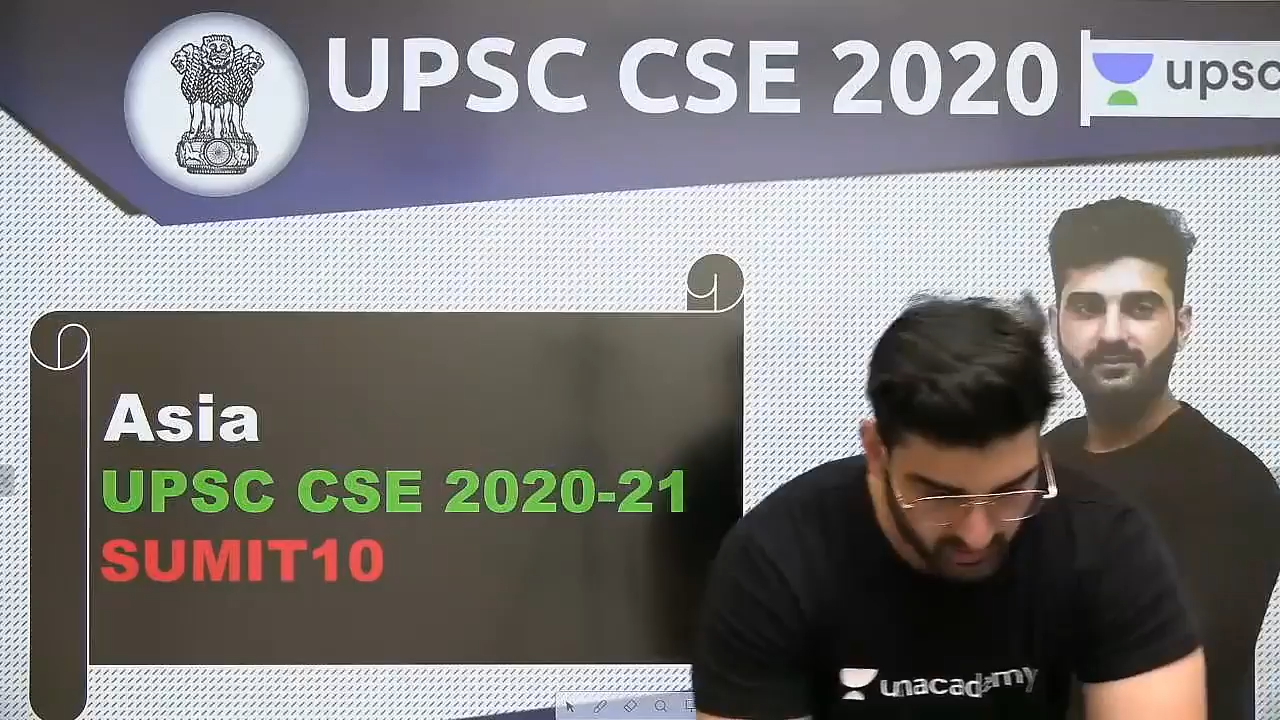 UPSC CSE 2020
upsc
Asia
UPSC CSE 2020-21
SUMIT10
unacademy